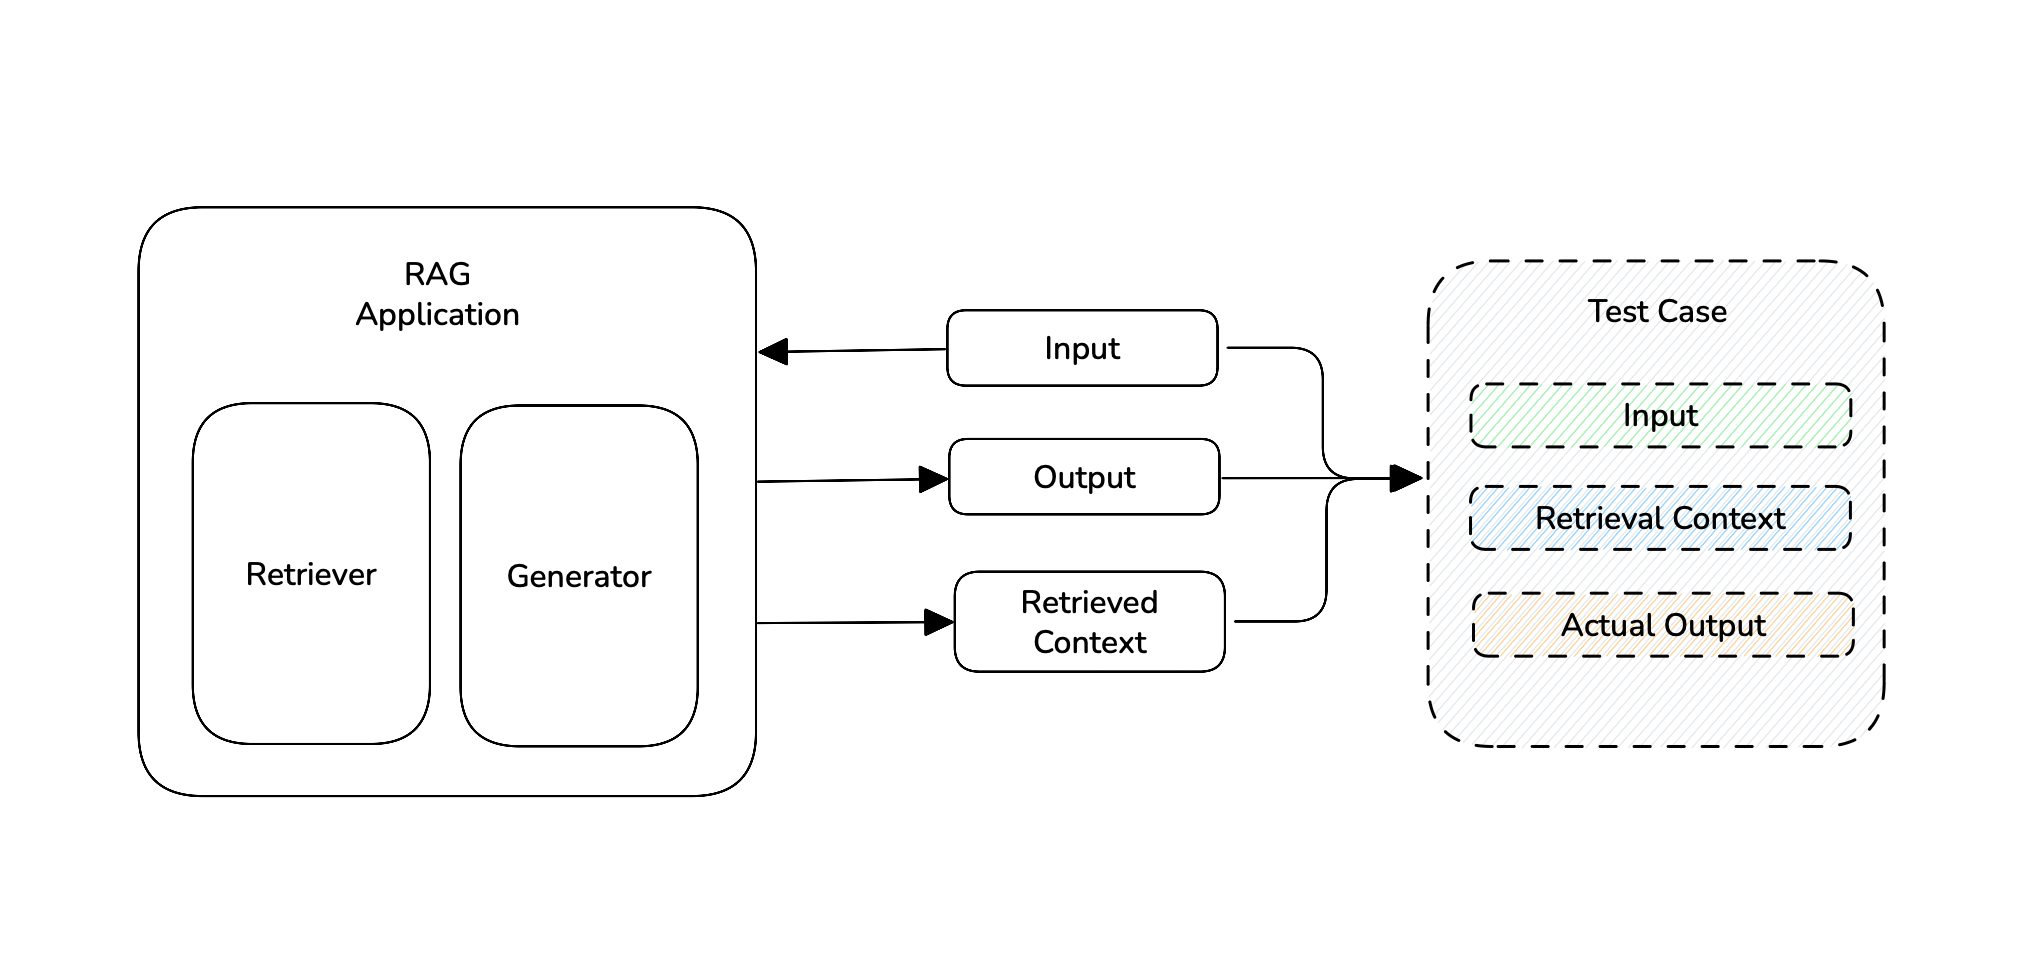 RAG
Application
Retriever
Generator
Input
Output
Retrieved
Context
Test Case
Input
Retrieval Context
Actual Output